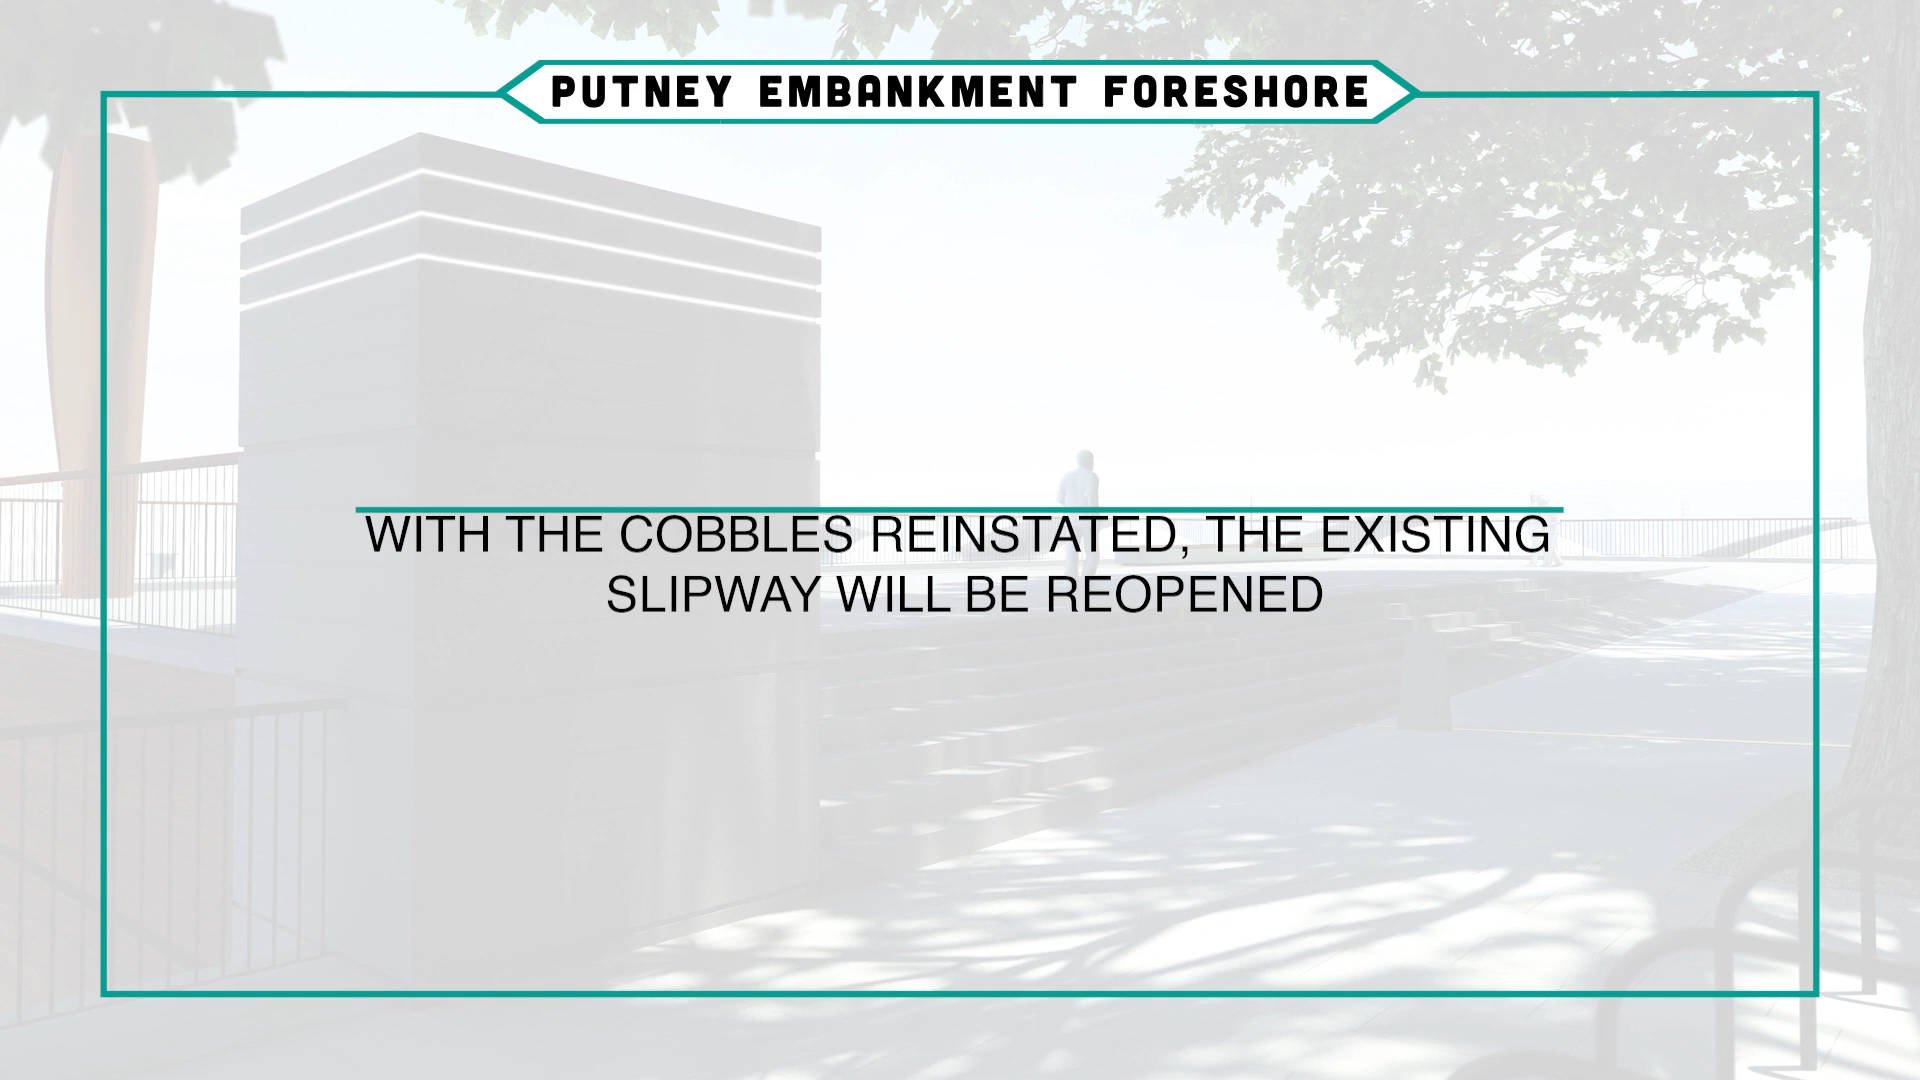 PUTNEY EMBANKMENT FORESHORE
WITH THE COBBLES REINSTATED, THE EXISTING
SLIPWAY WILL BE REOPENED